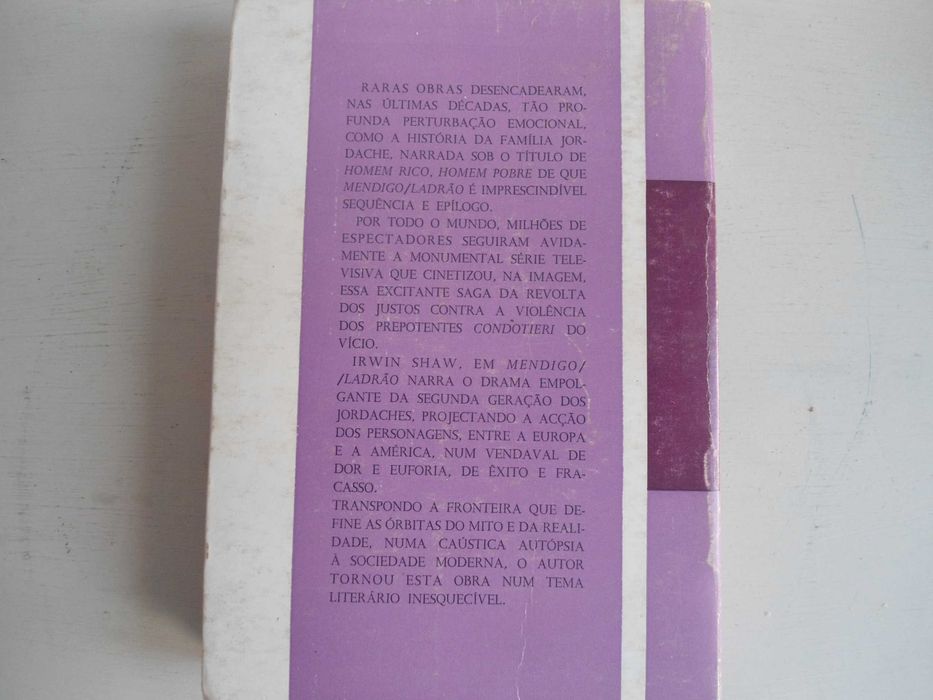 RARAS OBRAS DESENCADEARAM,
NAS ÚLTIMAS DÉCADAS, TÃO PRO-
FUNDA PERTURBAÇÃO EMOCIONAL,
COMO A HISTÓRIA DA FAMÍLIA JOR-
DACHE, NARRADA SOB O TÍTULO DE
HOMEM RICO, HOMEM POBRE DE QUE
MENDIGO/LADRÃO É IMPRESCINDÍVEL
SEQUÊNCIA E EPÍLOGO.
POR TODO O MUNDO, MILHÕES DE
ESPECTADORES SEGUIRAM AVIDA-
MENTE A MONUMENTAL SÉRIE TELE-
VISIVA QUE CINETIZOU, NA IMAGEM,
ESSA EXCITANTE SAGA DA REVOLTA
DOS JUSTOS CONTRA A VIOLÊNCIA
DOS PREPOTENTES CONDOTIERI DO
VÍCIO.
IRWIN SHAW, EM MENDIGO/
/LADRÃO NARRA O DRAMA EMPOL-
GANTE DA SEGUNDA GERAÇÃO DOS
JORDACHES, PROJECTANDO A ACÇÃO
DOS PERSONAGENS, ENTRE A EUROPA
E A AMÉRICA, NUM VENDAVAL DE
DOR E EUFORIA, DE ÊXITO E FRA-
CASSO.
TRANSPONDO A FRONTEIRA QUE DE-
FINE AS ÓRBITAS DO MITO E DA REALI-
DADE, NUMA CAÚSTICA AUTÓPSIA
À SOCIEDADE MODERNA, O AUTOR
TORNOU ESTA OBRA NUM TEMA
LITERÁRIO INESQUECÍVEL.